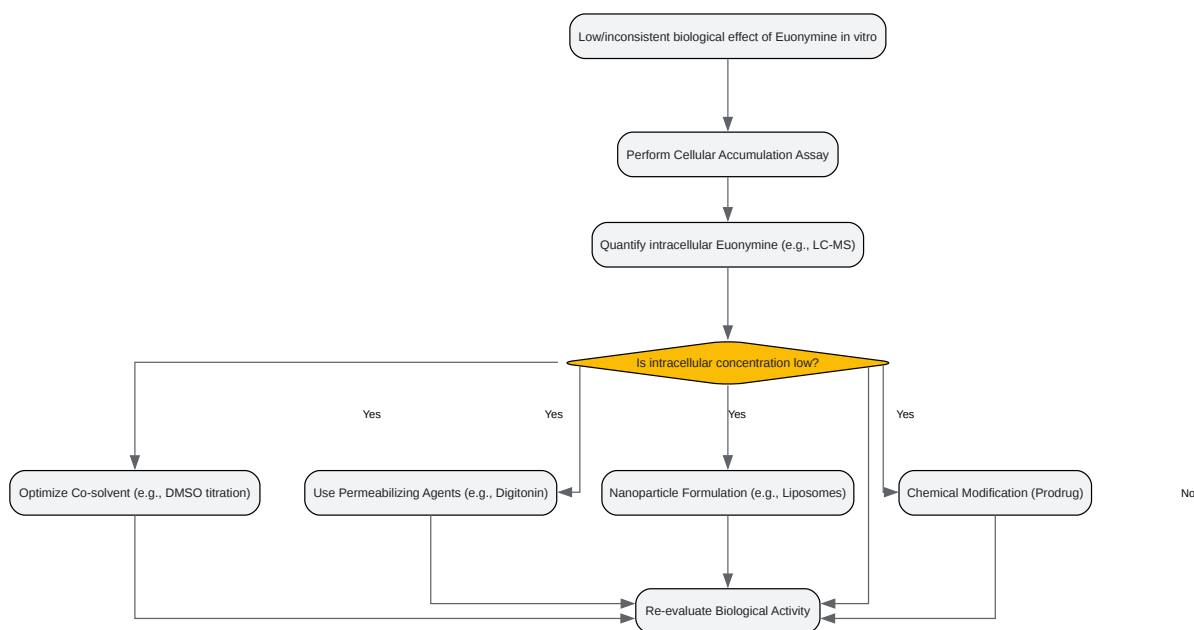 Low/inconsistent biological effect of Euonymine in vitro
Perform Cellular Accumulation Assay
Quantify intracellular Euonymine (e.g., LC-MS)
Is intracellular concentration low?
Yes
Yes
Yes
Yes
Optimize Co-solvent (e.g., DMSO titration)
Use Permeabilizing Agents (e.g., Digitonin)
Nanoparticle Formulation (e.g., Liposomes)
Chemical Modification (Prodrug)
No
Re-evaluate Biological Activity